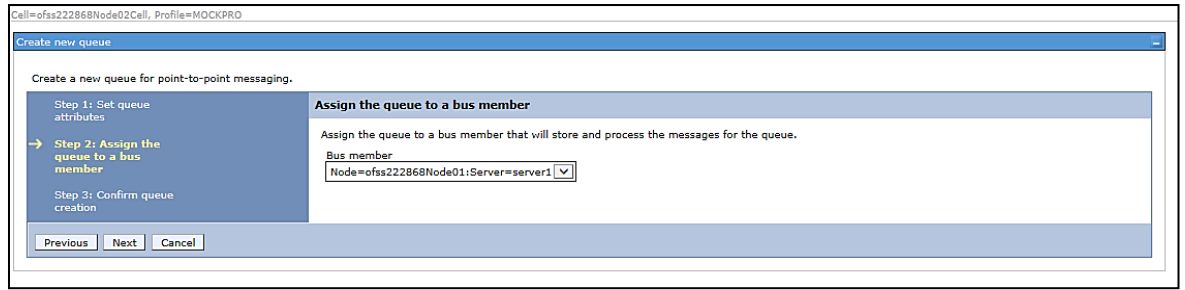 Cell=ofss222868Node02Cell, Profile=MOCKPRO
Create new queue
Create a new queue for point-to-point messaging.
Step 1: Set queue
attributes
Step 2: Assign the
queue to a bus
member
Step 3: Confirm queue
creation
Assign the queue to a bus member
Assign the queue to a bus member that will store and process the messages for the queue.
Bus member
Node=ofss222868Node01:Server=server1
Previous Next Cancel